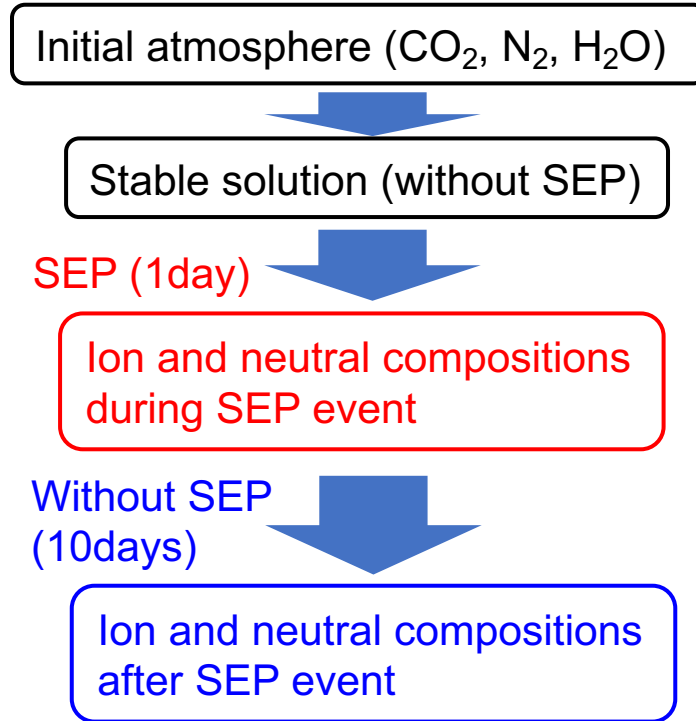 Initial atmosphere (CO₂, N₂, H₂O)
Stable solution (without SEP)
SEP (1day)
Ion and neutral compositions
during SEP event
Without SEP
(10days)
Ion and neutral compositions
after SEP event